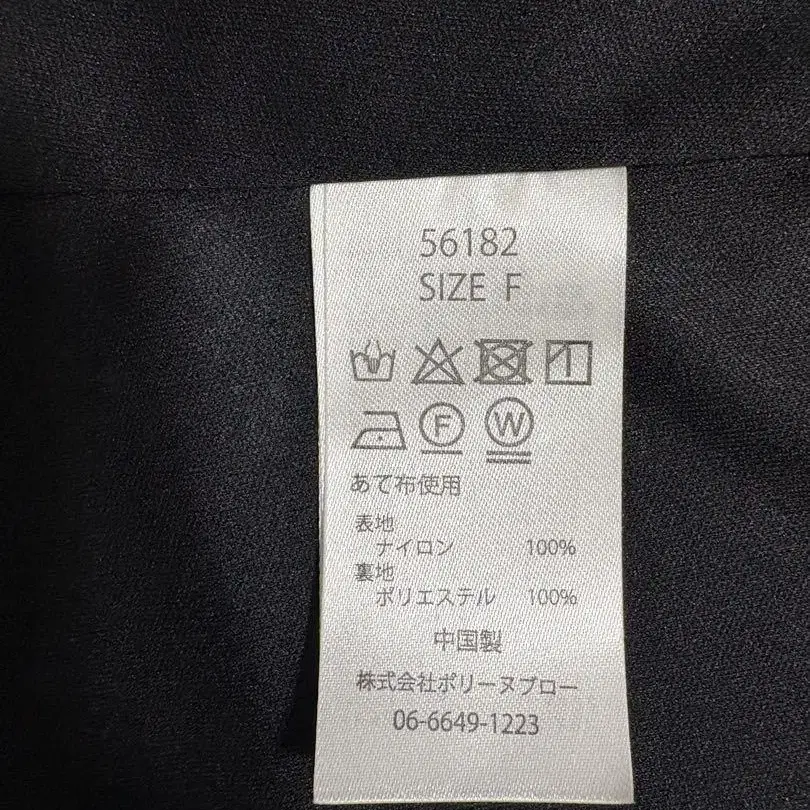 56182
SIZE F
F W
あて布使用
表地
ナイロン 100%
裏地
ポリエステル 100%
中国製
株式会社ポリーヌブロー
06-6649-1223